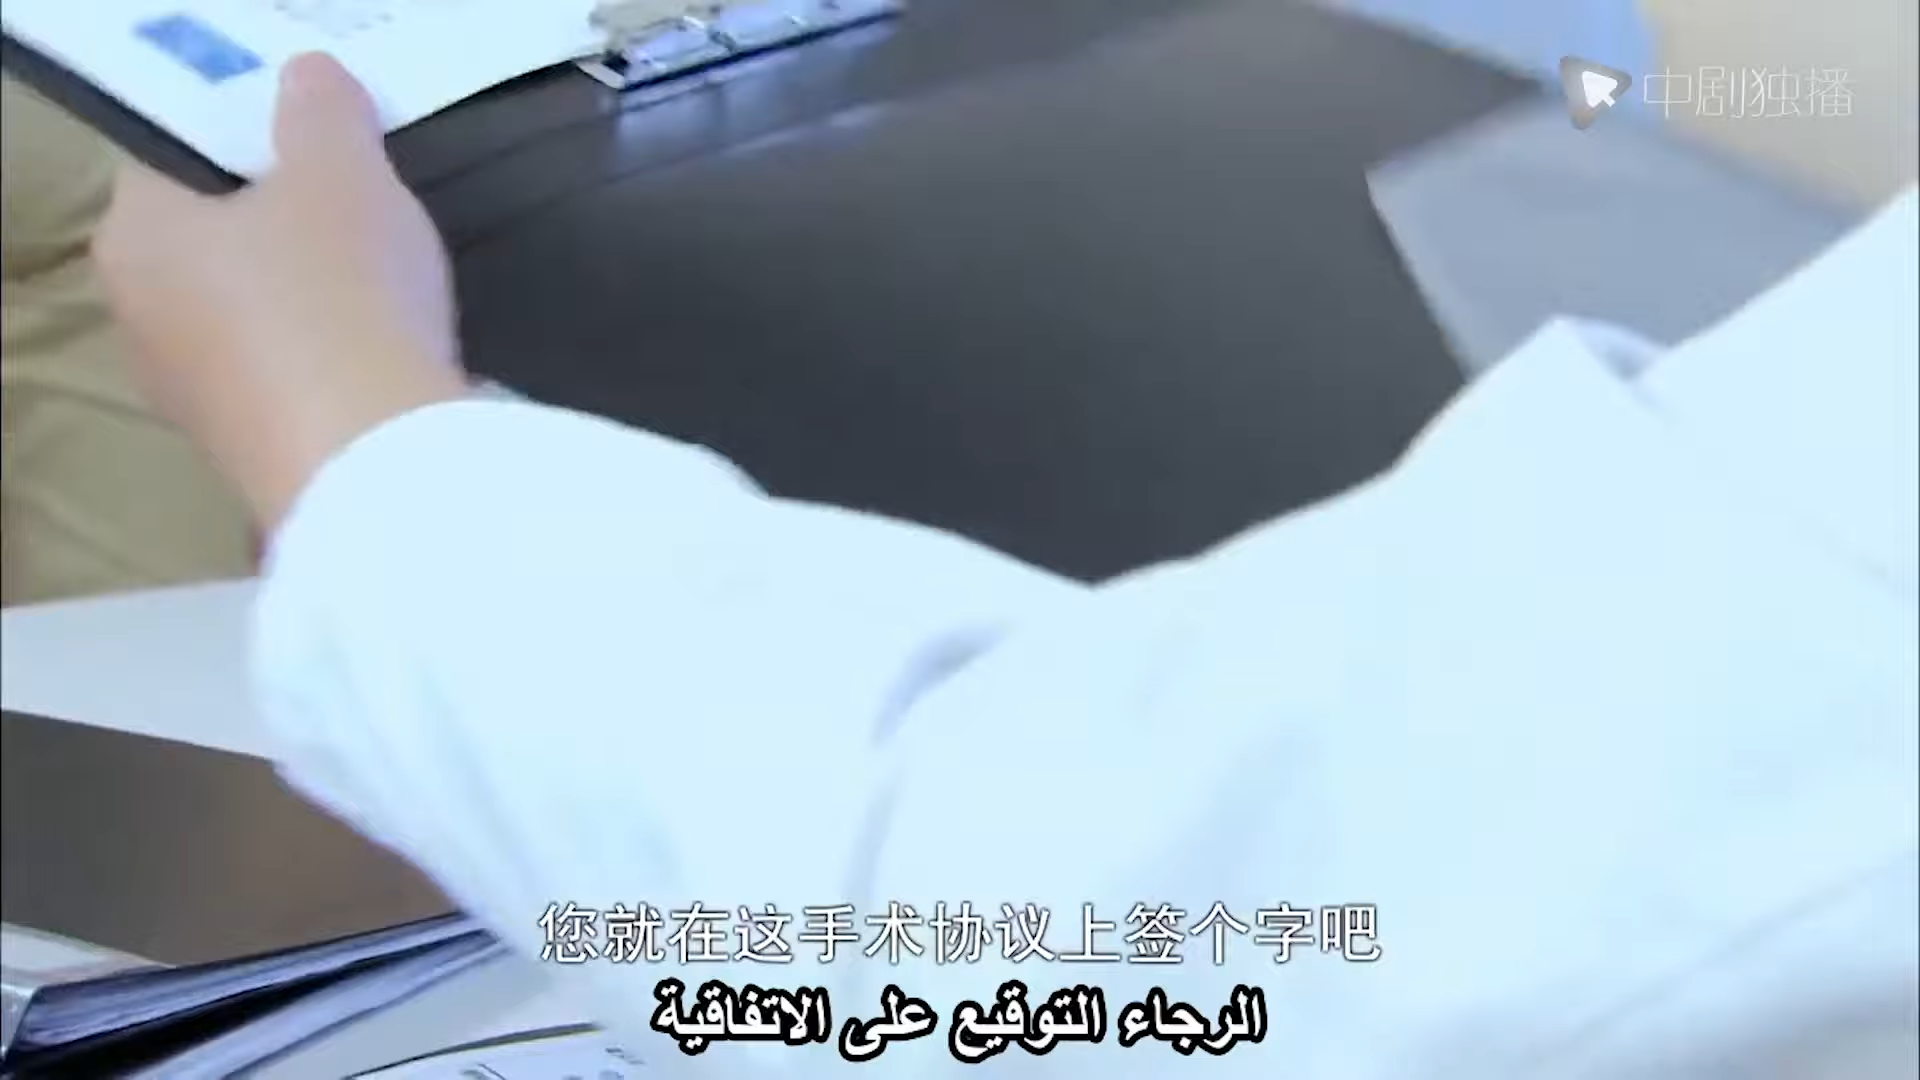 中剧独播
您就在这手术协议上签个字吧
الرجاء التوقيع على الاتفاقية